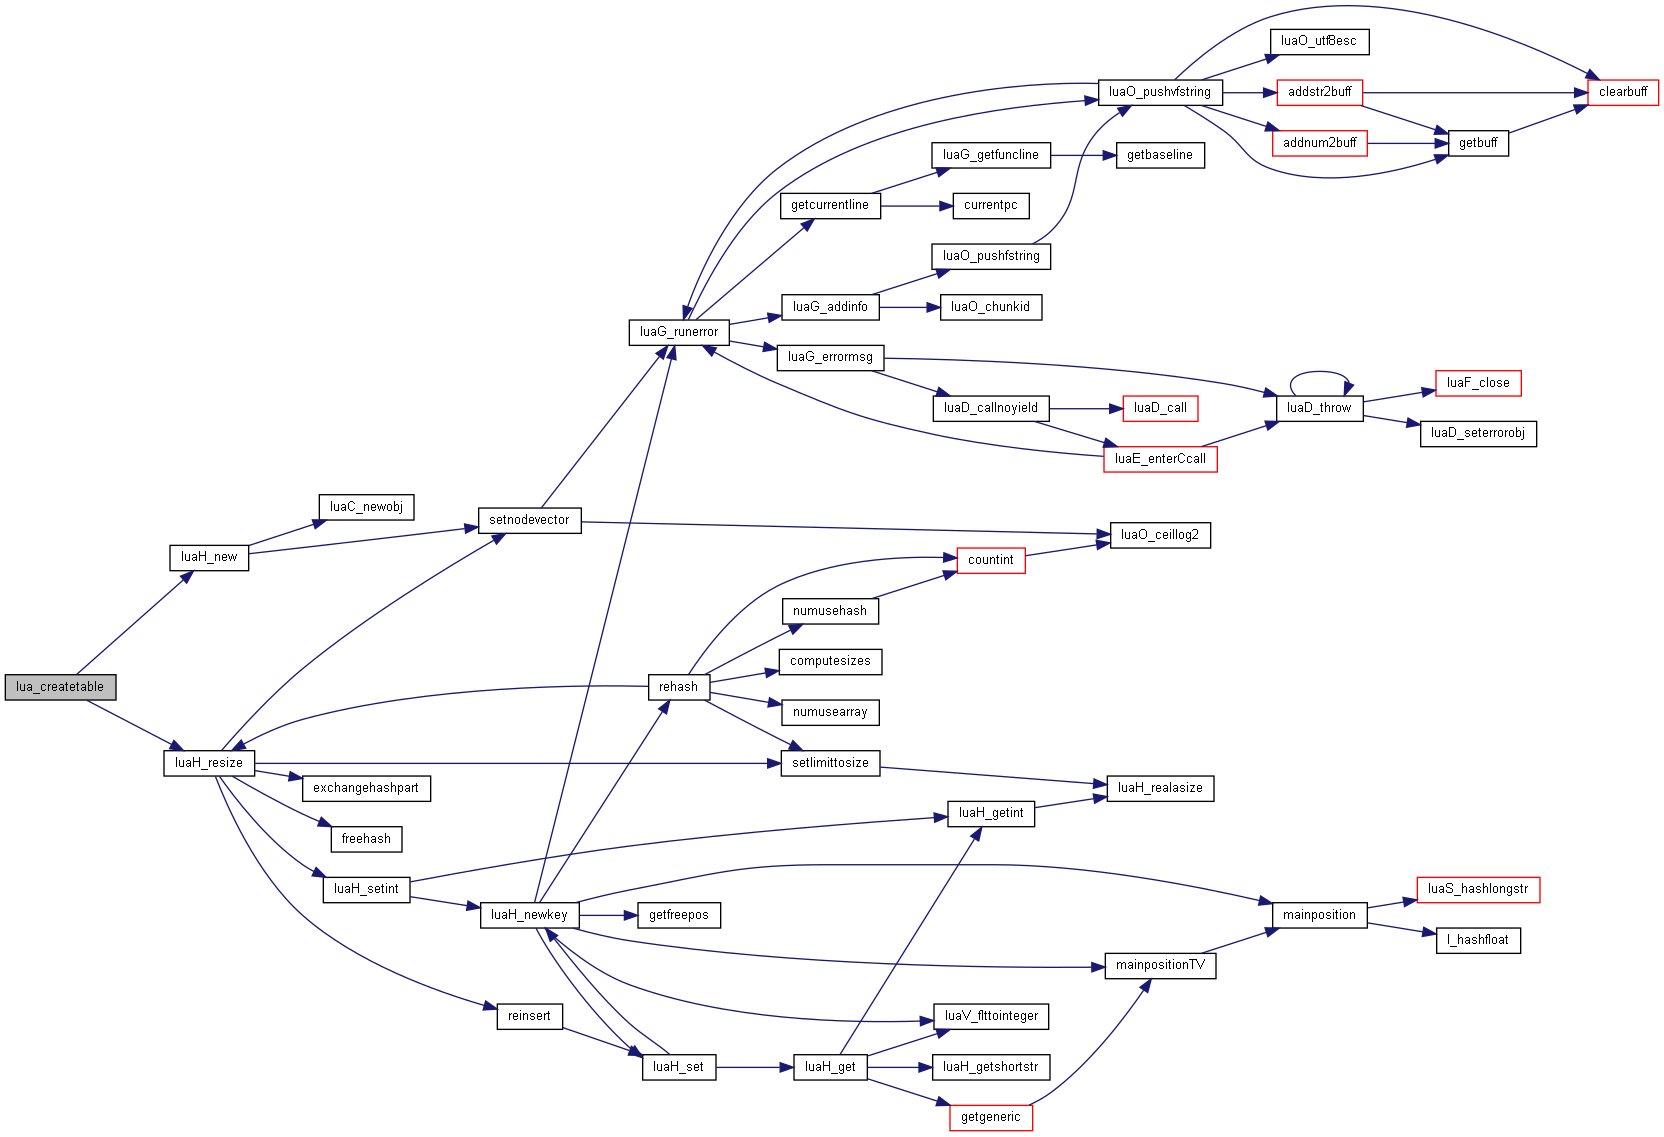 luaO_utf8esc
luaO_pushvfstring
addstr2buff
clearbuff
addnum2buff
getbuff
luaG_getfuncline
getbaseline
getcurrentline
currentpc
luaO_pushfstring
luaG_addinfo
luaO_chunkid
luaG_runerror
luaG_errormsg
luaF_close
luaD_callnoyield
luaD_call
luaD_throw
luaD_seterrorobj
luaE_enterCcall
luaC_newobj
setnodevector
luaO_ceillog2
luaH_new
countint
numusehash
computesizes
lua_createtable
rehash
numusearray
luaH_resize
setlimittosize
exchangehashpart
luaH_realasize
luaH_getint
freehash
luaH_setint
luaS_hashlongstr
luaH_newkey
getfreepos
mainposition
l_hashfloat
mainpositionTV
reinsert
luaV_flttointeger
luaH_set
luaH_get
luaH_getshortstr
getgeneric